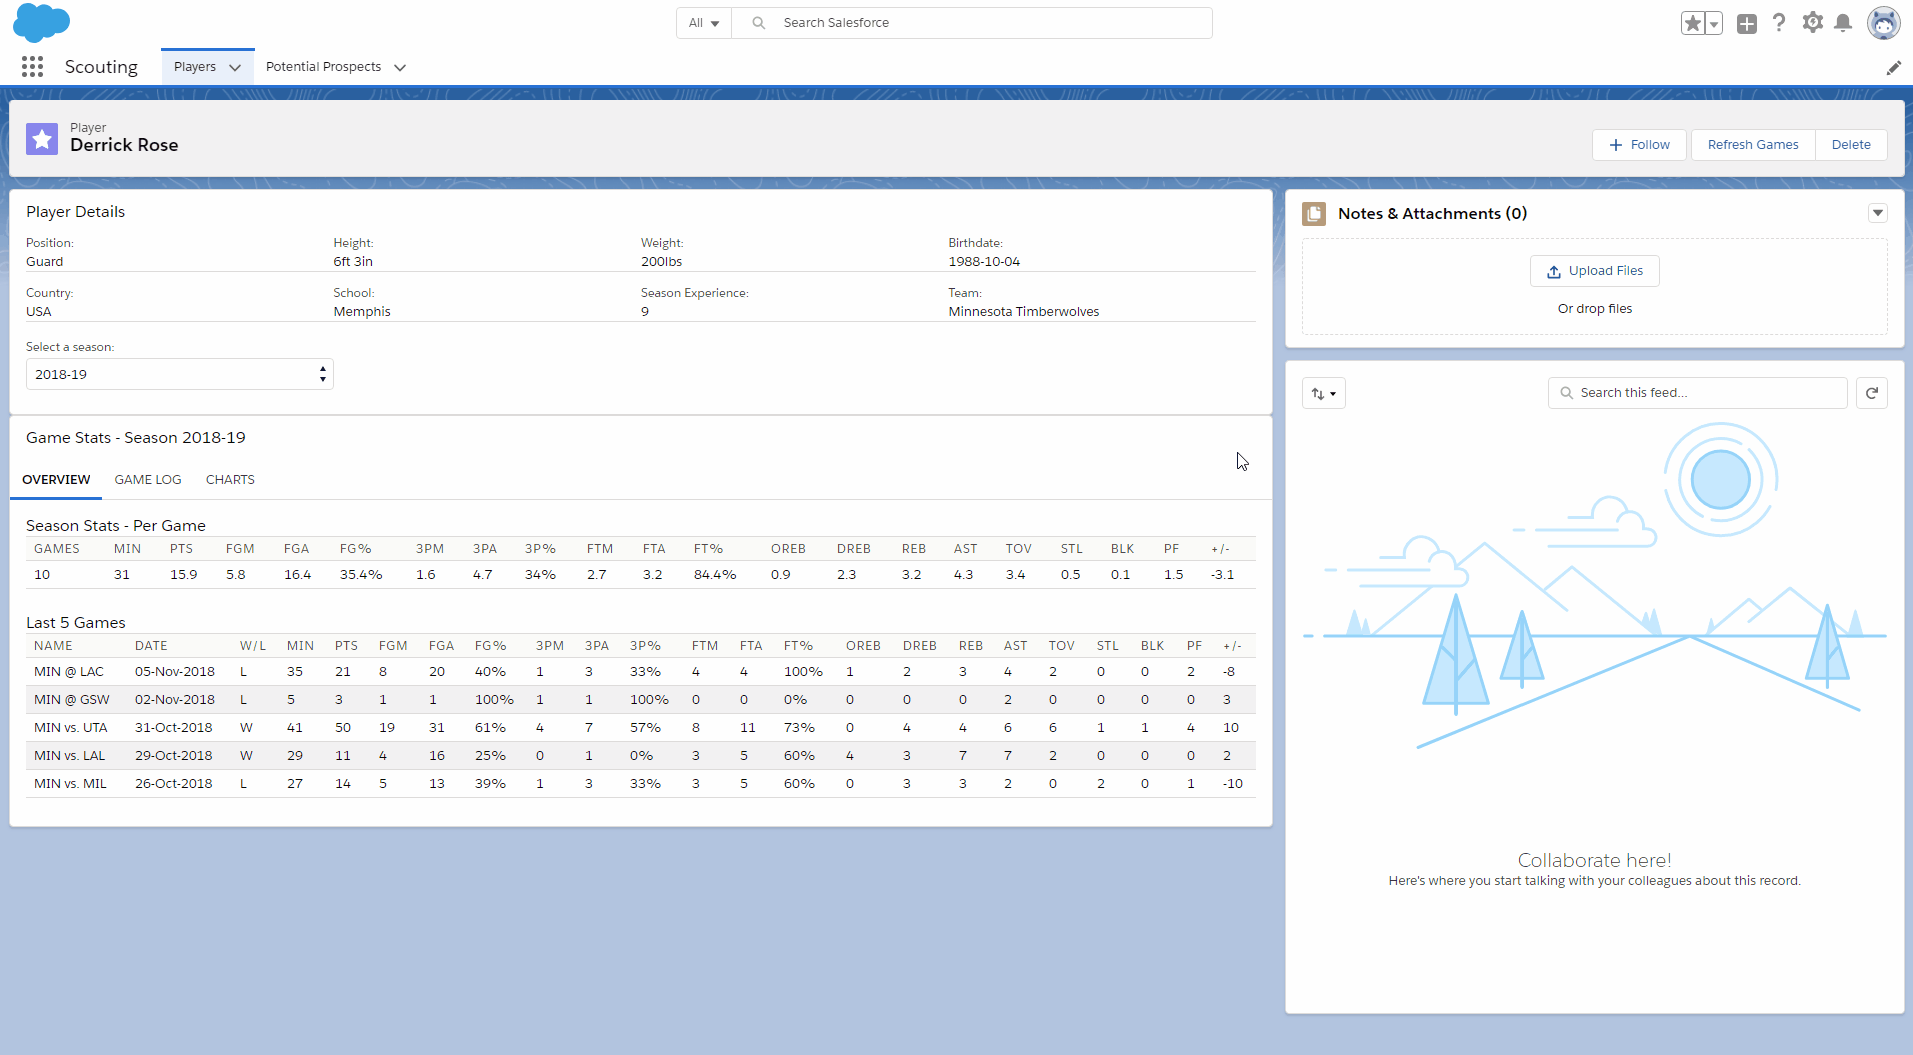 All
Search Salesforce
Scouting
Players
Potential Prospects
Player
Derrick Rose
Follow
Refresh Games
Delete
Player Details
Position: Height: Weight: Birthdate:
Guard 6ft 3in 200lbs 1988-10-04
Country: School: Season Experience: Team:
USA Memphis 9 Minnesota Timberwolves
Select a season:
2018-19
Game Stats - Season 2018-19
OVERVIEW GAME LOG CHARTS
Season Stats - Per Game
GAMES MIN PTS FGM FGA FG% 3PM 3PA 3P% FTM FTA FT% OREB DREB REB AST TOV STL BLK PF +/-
10 31 15.9 5.8 16.4 35.4% 1.6 4.7 34% 2.7 3.2 84.4% 0.9 2.3 3.2 4.3 3.4 0.5 0.1 1.5 -3.1
Last 5 Games
NAME DATE W/L MIN PTS FGM FGA FG% 3PM 3PA 3P% FTM FTA FT% OREB DREB REB AST TOV STL BLK PF +/-
MIN @ LAC 05-Nov-2018 L 35 21 8 20 40% 1 3 33% 4 4 100% 1 2 3 4 2 0 0 2 -8
MIN @ GSW 02-Nov-2018 L 5 3 1 1 100% 1 1 100% 0 0 0% 0 0 0 2 0 0 0 0 3
MIN vs. UTA 31-Oct-2018 W 41 50 19 31 61% 4 7 57% 8 11 73% 0 4 4 6 6 1 1 4 10
MIN vs. LAL 29-Oct-2018 W 29 11 4 16 25% 0 1 0% 3 5 60% 4 3 7 7 2 0 0 0 2
MIN vs. MIL 26-Oct-2018 L 27 14 5 13 39% 1 3 33% 3 5 60% 0 3 3 2 0 2 0 1 -10
Notes & Attachments (0)
Upload Files
Or drop files
Search this feed...
Collaborate here!
Here's where you start talking with your colleagues about this record.